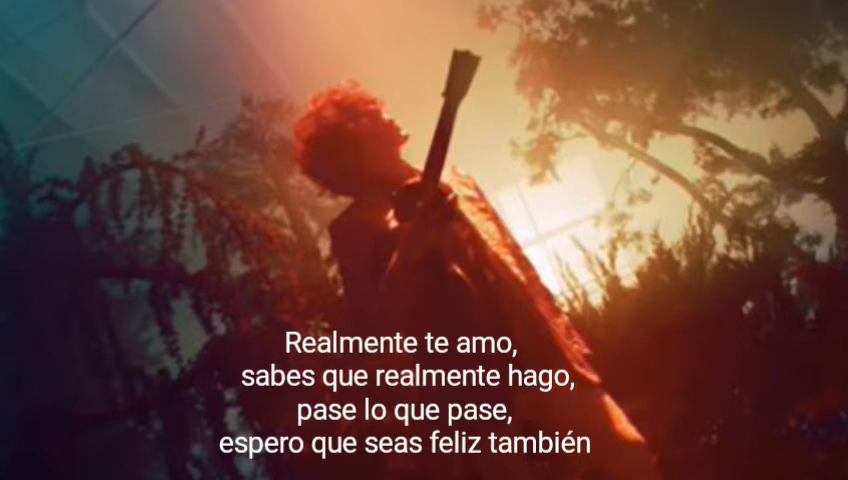 Realmente te amo,
sabes que realmente hago,
pase lo que pase,
espero que seas feliz también